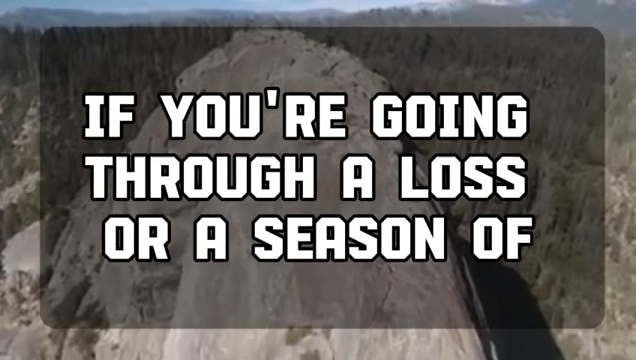 IF YOU'RE GOING
THROUGH A LOSS
OR A SEASON OF